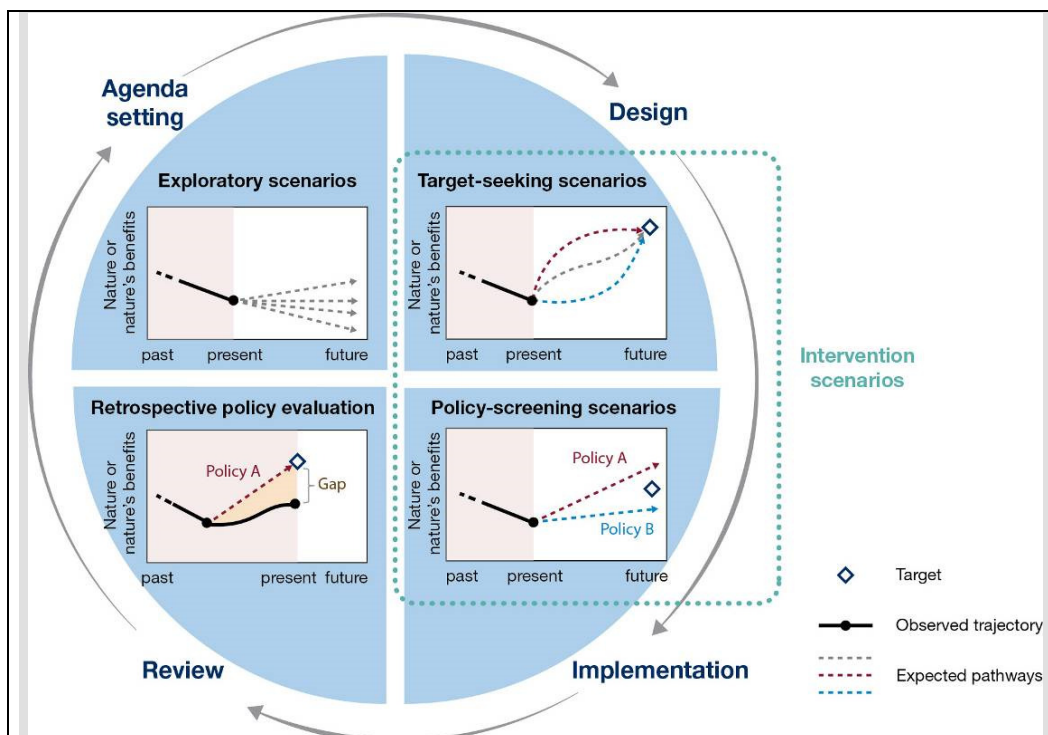 Agenda
setting
Design
Exploratory scenarios
Nature or
nature's benefits
past present future
Target-seeking scenarios
Nature or
nature's benefits
past present future
Intervention
scenarios
Retrospective policy evaluation
Nature or
nature's benefits
Policy A
Gap
past present future
Policy-screening scenarios
Nature or
nature's benefits
Policy A
Policy B
past present future
Review
Implementation
Target
Observed trajectory
Expected pathways